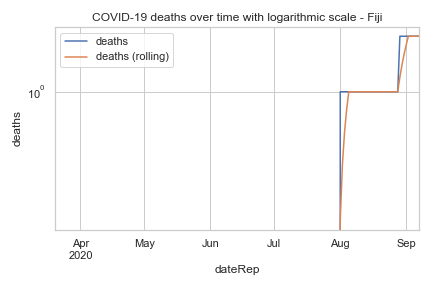 COVID-19 deaths over time with logarithmic scale - Fiji
deaths
deaths (rolling)
10⁰
deaths
Apr
2020
May
Jun
Jul
Aug
Sep
dateRep